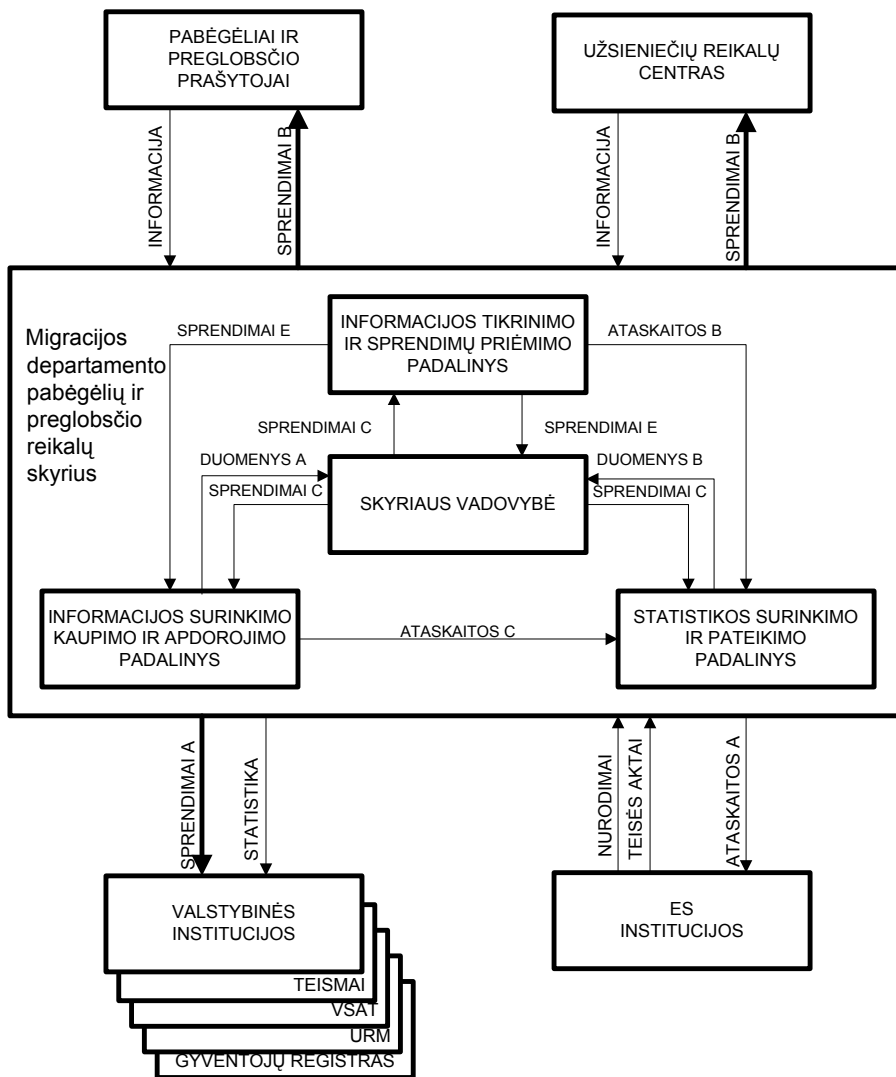 PABĖGĖLIAI IR
PREGLOBSČIO
PRAŠYTOJAI
UŽSIENIEČIŲ REIKALŲ
CENTRAS
INFORMACIJA
SPRENDIMAI B
INFORMACIJA
SPRENDIMAI B
Migracijos
departamento
pabėgėlių ir
preglobsčio
reikalų
skyrius
SPRENDIMAI E
INFORMACIJOS TIKRINIMO
IR SPRENDIMŲ PRIĖMIMO
PADALINYS
ATASKAITOS B
SPRENDIMAI C
SPRENDIMAI E
DUOMENYS A
DUOMENYS B
SPRENDIMAI C
SKYRIAUS VADOVYBĖ
SPRENDIMAI C
INFORMACIJOS SURINKIMO
KAUPIMO IR APDOROJIMO
PADALINYS
ATASKAITOS C
STATISTIKOS SURINKIMO
IR PATEIKIMO
PADALINYS
SPRENDIMAI A
STATISTIKA
NURODIMAI
TEISĖS AKTAI
ATASKAITOS A
VALSTYBINĖS
INSTITUCIJOS
ES
INSTITUCIJOS
TEISMAI
VSAT
URM
GYVENTOJŲ REGISTRAS